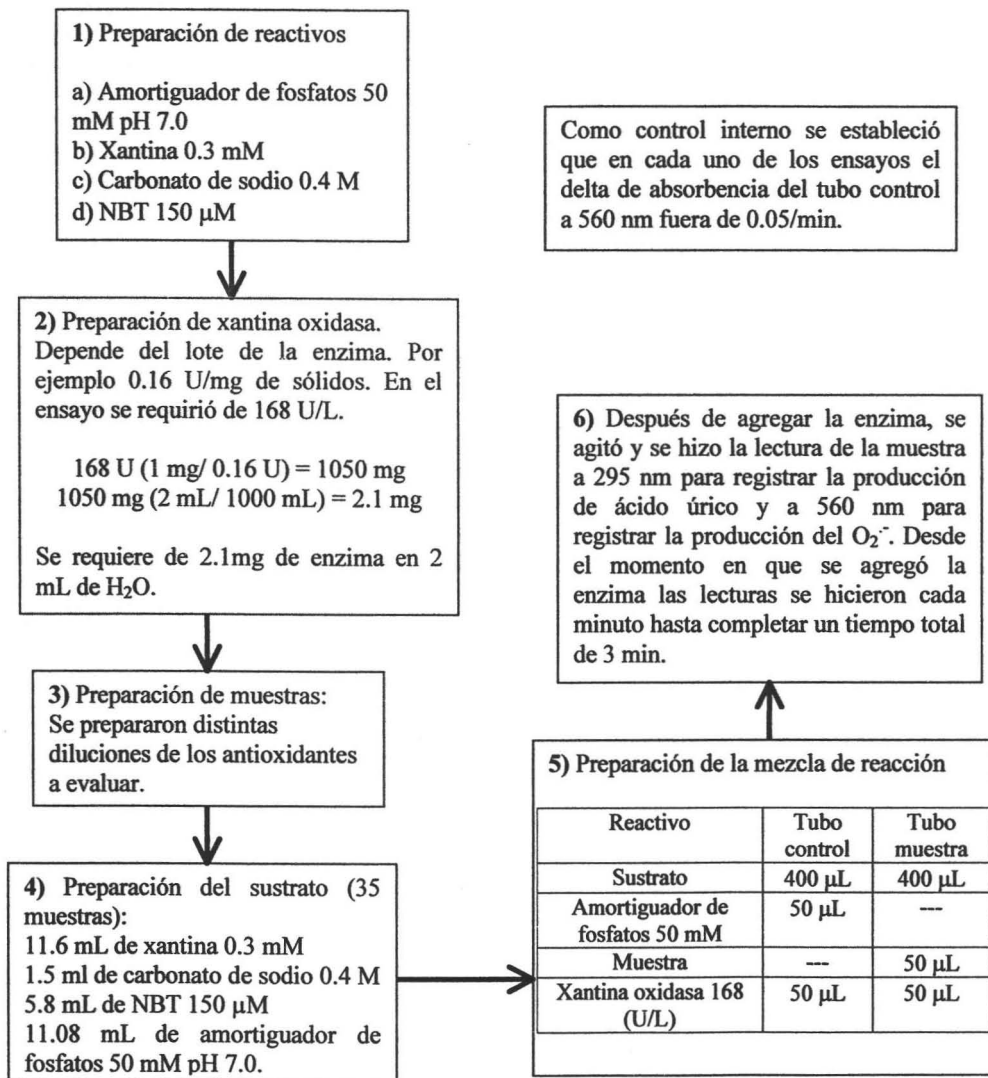 1) Preparación de reactivos
a) Amortiguador de fosfatos 50
mM pH 7.0
b) Xantina 0.3 mM
c) Carbonato de sodio 0.4 M
d) NBT 150 μM
Como control interno se estableció
que en cada uno de los ensayos el
delta de absorbencia del tubo control
a 560 nm fuera de 0.05/min.
2) Preparación de xantina oxidasa.
Depende del lote de la enzima. Por
ejemplo 0.16 U/mg de sólidos. En el
ensayo se requirió de 168 U/L.
168 U (1 mg/ 0.16 U) = 1050 mg
1050 mg (2 mL/ 1000 mL) = 2.1 mg
Se requiere de 2.1mg de enzima en 2
mL de H₂O.
3) Preparación de muestras:
Se prepararon distintas
diluciones de los antioxidantes
a evaluar.
4) Preparación del sustrato (35
muestras):
11.6 mL de xantina 0.3 mM
1.5 ml de carbonato de sodio 0.4 M
5.8 mL de NBT 150 μM
11.08 mL de amortiguador de
fosfatos 50 mM pH 7.0.
5) Preparación de la mezcla de reacción
Reactivo Tubo control Tubo muestra
Sustrato 400 μL 400 μL
Amortiguador de fosfatos 50 mM 50 μL ---
Muestra --- 50 μL
Xantina oxidasa 168 (U/L) 50 μL 50 μL
6) Después de agregar la enzima, se
agitó y se hizo la lectura de la muestra
a 295 nm para registrar la producción
de ácido úrico y a 560 nm para
registrar la producción del O₂·⁻. Desde
el momento en que se agregó la
enzima las lecturas se hicieron cada
minuto hasta completar un tiempo total
de 3 min.